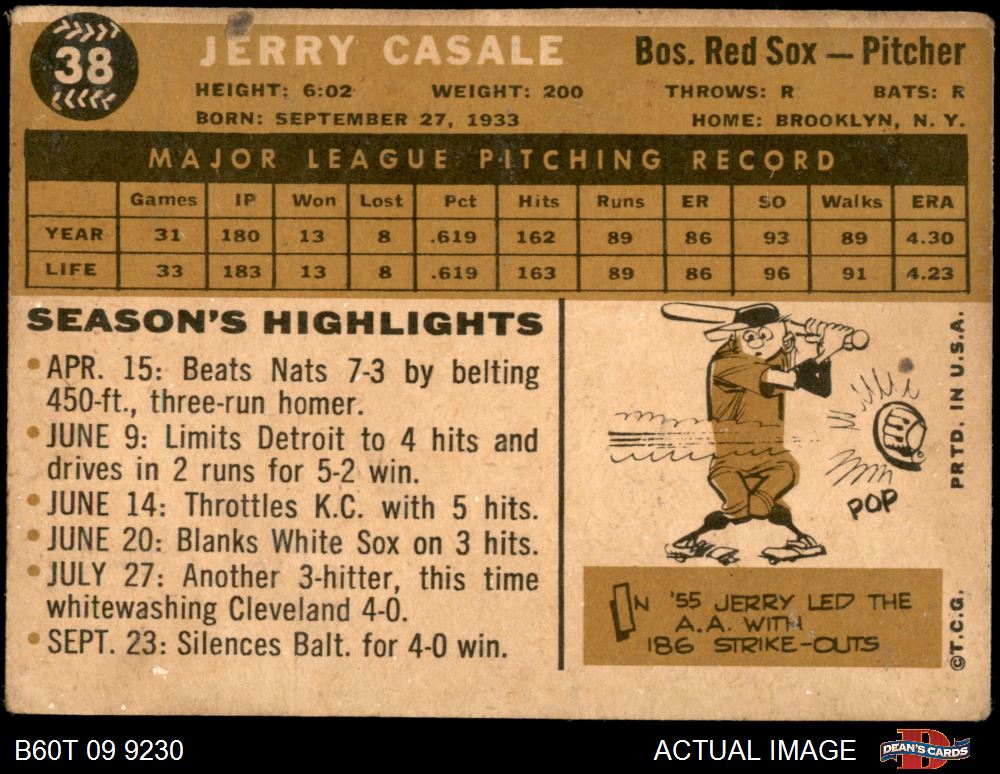 38
JERRY CASALE
Bos. Red Sox — Pitcher
HEIGHT: 6:02 WEIGHT: 200 THROWS: R BATS: R
BORN: SEPTEMBER 27, 1933 HOME: BROOKLYN, N. Y.
MAJOR LEAGUE PITCHING RECORD
Games IP Won Lost Pct Hits Runs ER SO Walks ERA
YEAR 31 180 13 8 .619 162 89 86 93 89 4.30
LIFE 33 183 13 8 .619 163 89 86 96 91 4.23
SEASON'S HIGHLIGHTS
• APR. 15: Beats Nats 7-3 by belting
450-ft., three-run homer.
• JUNE 9: Limits Detroit to 4 hits and
drives in 2 runs for 5-2 win.
• JUNE 14: Throttles K.C. with 5 hits.
• JUNE 20: Blanks White Sox on 3 hits.
• JULY 27: Another 3-hitter, this time
whitewashing Cleveland 4-0.
• SEPT. 23: Silences Balt. for 4-0 win.
POP
IN '55 JERRY LED THE
A.A. WITH
186 STRIKE-OUTS
©T.C.G. PRTD. IN U.S.A.
B60T 09 9230 ACTUAL IMAGE DEAN'S CARDS